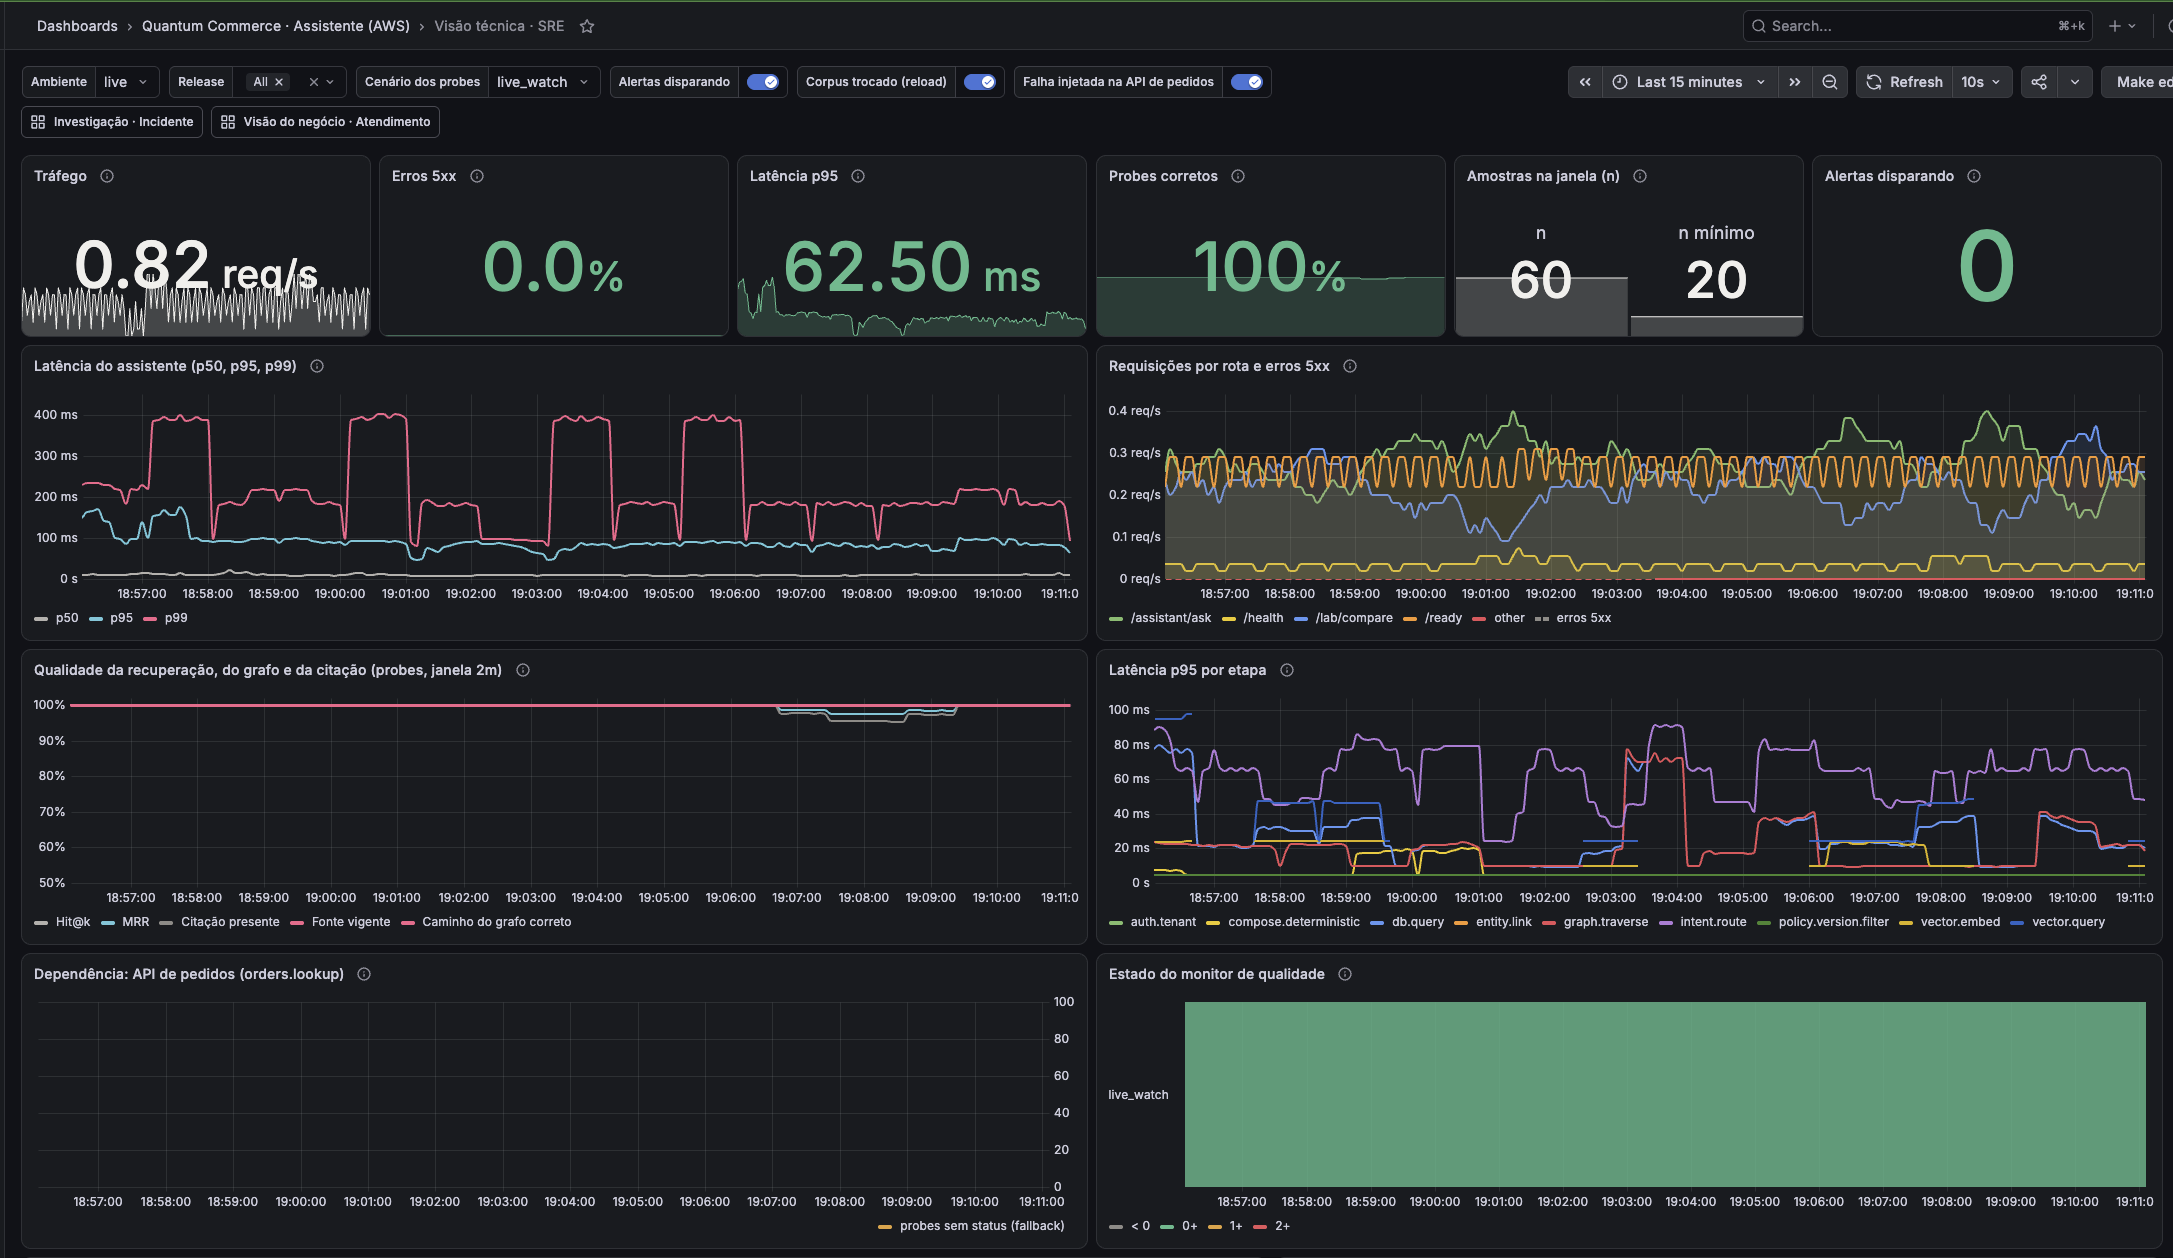 Dashboards › Quantum Commerce · Assistente (AWS) › Visão técnica · SRE
Search... ⌘+k
Ambiente live Release All Cenário dos probes live_watch Alertas disparando Corpus trocado (reload) Falha injetada na API de pedidos Last 15 minutes Refresh 10s
Investigação · Incidente Visão do negócio · Atendimento
Tráfego
0.82 req/s
Erros 5xx
0.0%
Latência p95
62.50 ms
Probes corretos
100%
Amostras na janela (n)
n
60
n mínimo
20
Alertas disparando
0
Latência do assistente (p50, p95, p99)
400 ms
300 ms
200 ms
100 ms
0 s
18:57:00 18:58:00 18:59:00 19:00:00 19:01:00 19:02:00 19:03:00 19:04:00 19:05:00 19:06:00 19:07:00 19:08:00 19:09:00 19:10:00 19:11:0
p50 p95 p99
Requisições por rota e erros 5xx
0.4 req/s
0.3 req/s
0.2 req/s
0.1 req/s
0 req/s
18:57:00 18:58:00 18:59:00 19:00:00 19:01:00 19:02:00 19:03:00 19:04:00 19:05:00 19:06:00 19:07:00 19:08:00 19:09:00 19:10:00 19:11:0
/assistant/ask /health /lab/compare /ready other erros 5xx
Qualidade da recuperação, do grafo e da citação (probes, janela 2m)
100%
90%
80%
70%
60%
50%
18:57:00 18:58:00 18:59:00 19:00:00 19:01:00 19:02:00 19:03:00 19:04:00 19:05:00 19:06:00 19:07:00 19:08:00 19:09:00 19:10:00 19:11:0
Hit@k MRR Citação presente Fonte vigente Caminho do grafo correto
Latência p95 por etapa
100 ms
80 ms
60 ms
40 ms
20 ms
0 s
18:57:00 18:58:00 18:59:00 19:00:00 19:01:00 19:02:00 19:03:00 19:04:00 19:05:00 19:06:00 19:07:00 19:08:00 19:09:00 19:10:00 19:11:0
auth.tenant compose.deterministic db.query entity.link graph.traverse intent.route policy.version.filter vector.embed vector.query
Dependência: API de pedidos (orders.lookup)
100
80
60
40
20
0
18:57:00 18:58:00 18:59:00 19:00:00 19:01:00 19:02:00 19:03:00 19:04:00 19:05:00 19:06:00 19:07:00 19:08:00 19:09:00 19:10:00 19:11:00
probes sem status (fallback)
Estado do monitor de qualidade
live_watch
18:57:00 18:58:00 18:59:00 19:00:00 19:01:00 19:02:00 19:03:00 19:04:00 19:05:00 19:06:00 19:07:00 19:08:00 19:09:00 19:10:00 19:11:0
< 0 0+ 1+ 2+